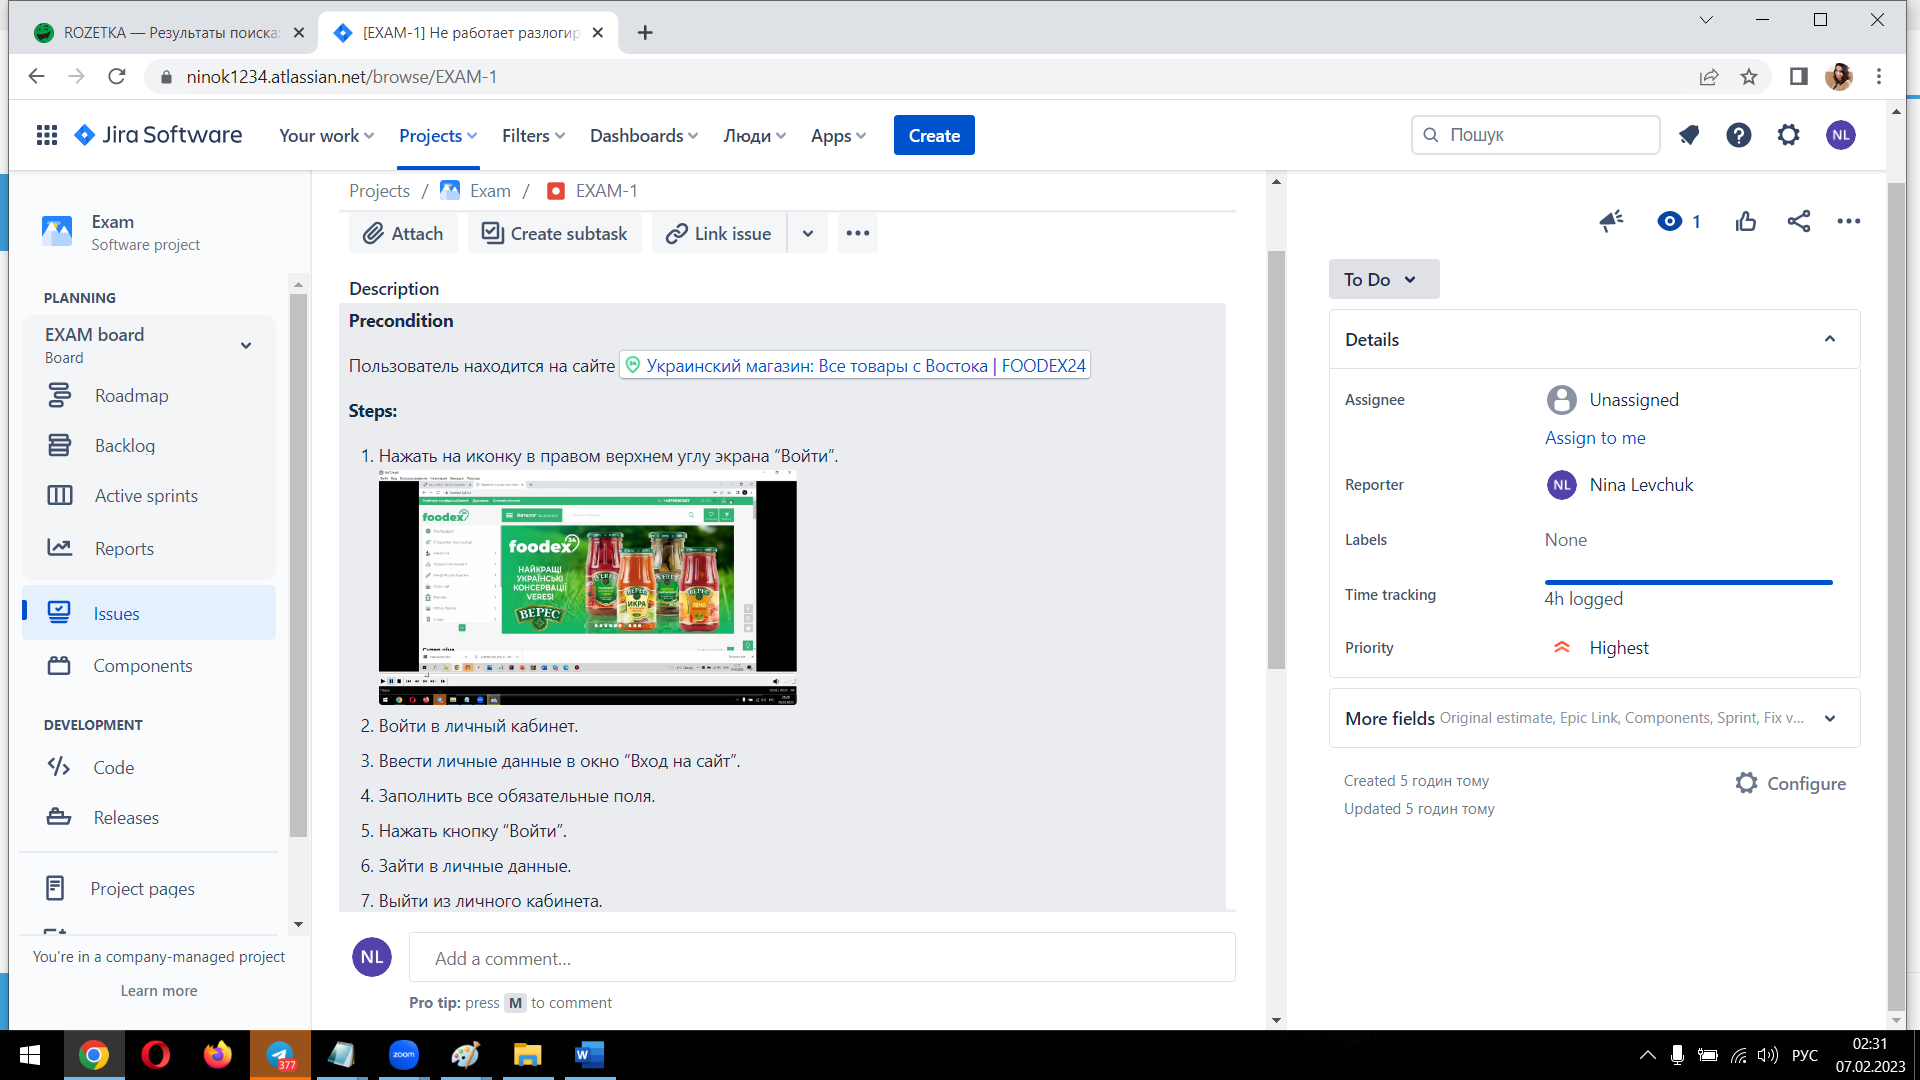 ROZETKA — Результаты поиска:
[EXAM-1] Не работает разлогир
ninok1234.atlassian.net/browse/EXAM-1
Jira Software
Your work
Projects
Filters
Dashboards
Люди
Apps
Create
Пошук
NL
Exam
Software project
PLANNING
EXAM board
Board
Roadmap
Backlog
Active sprints
Reports
Issues
Components
DEVELOPMENT
Code
Releases
Project pages
You're in a company-managed project
Learn more
Projects / Exam / EXAM-1
Attach
Create subtask
Link issue
Description
Precondition
Пользователь находится на сайте Украинский магазин: Все товары с Востока | FOODEX24
Steps:
1. Нажать на иконку в правом верхнем углу экрана “Войти”.
foodex24
Каталог
foodex24
НАЙКРАЩІ
УКРАЇНСЬКІ
КОНСЕРВАЦІЇ
VERES!
ВЕРЕС
ИКРА
2. Войти в личный кабинет.
3. Ввести личные данные в окно “Вход на сайт”.
4. Заполнить все обязательные поля.
5. Нажать кнопку “Войти”.
6. Зайти в личные данные.
7. Выйти из личного кабинета.
NL
Add a comment...
Pro tip: press M to comment
1
To Do
Details
Assignee
Unassigned
Assign to me
Reporter
NL
Nina Levchuk
Labels
None
Time tracking
4h logged
Priority
Highest
More fields Original estimate, Epic Link, Components, Sprint, Fix v...
Created 5 годин тому
Updated 5 годин тому
Configure
377
zoom
РУС
02:31
07.02.2023